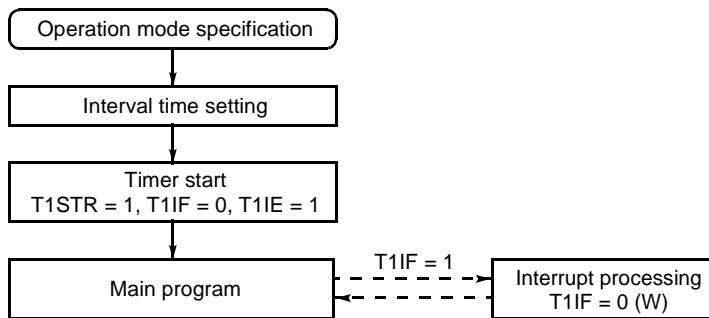 Operation mode specification
Interval time setting
Timer start
T1STR = 1, T1IF = 0, T1IE = 1
T1IF = 1
Main program
Interrupt processing
T1IF = 0 (W)